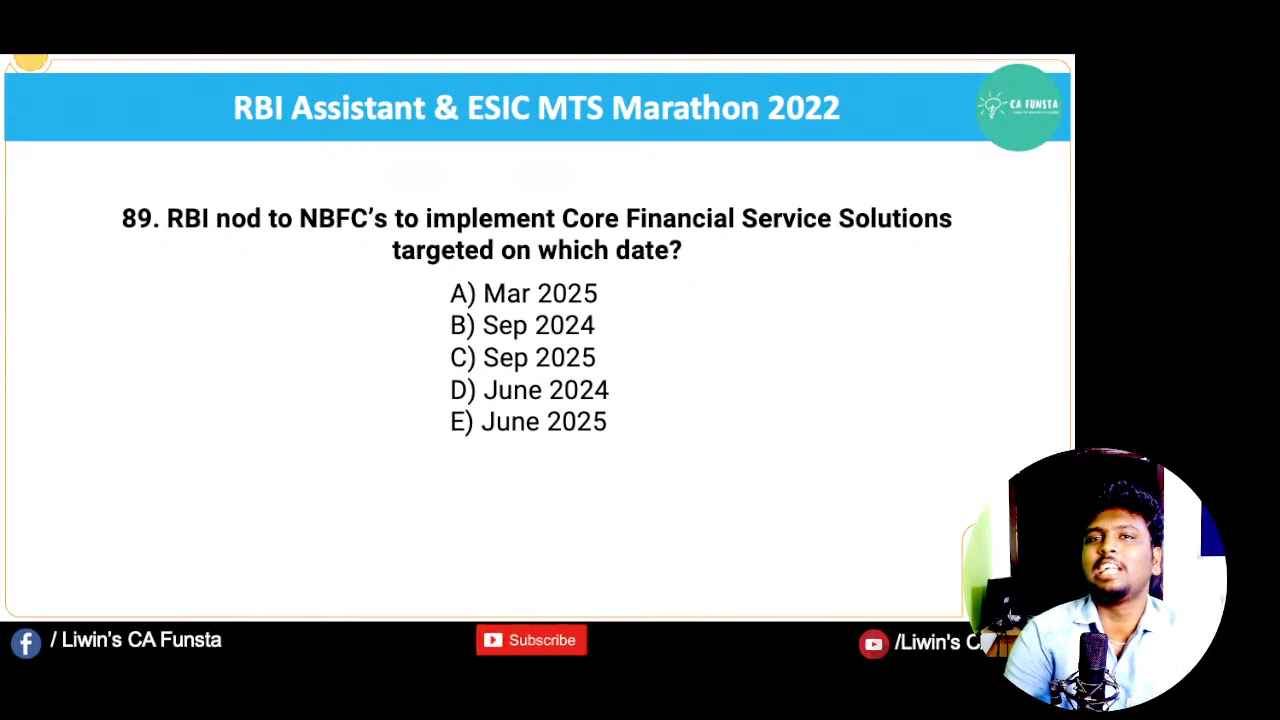 RBI Assistant & ESIC MTS Marathon 2022
CA FUNSTA
89. RBI nod to NBFC’s to implement Core Financial Service Solutions
targeted on which date?
A) Mar 2025
B) Sep 2024
C) Sep 2025
D) June 2024
E) June 2025
/ Liwin’s CA Funsta
Subscribe
/Liwin's